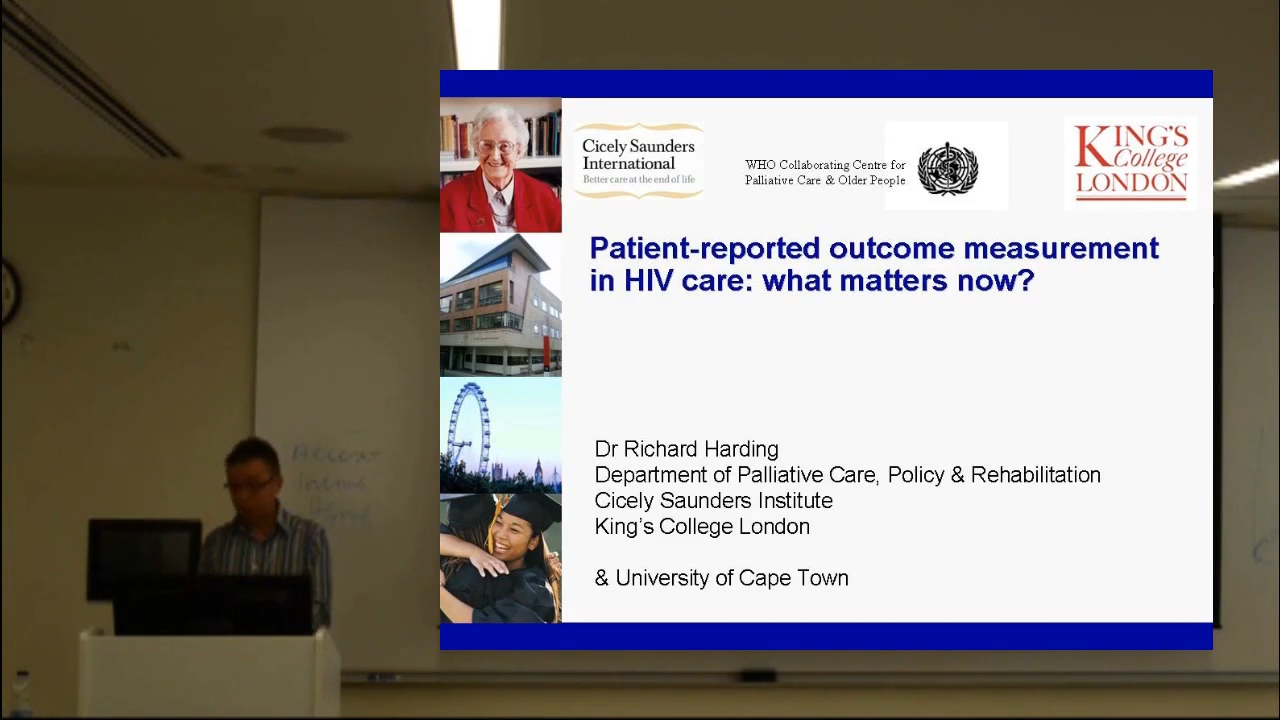 Cicely Saunders
International
Better care at the end of life
WHO Collaborating Centre for
Palliative Care & Older People
KING'S
College
LONDON
Patient-reported outcome measurement
in HIV care: what matters now?
Dr Richard Harding
Department of Palliative Care, Policy & Rehabilitation
Cicely Saunders Institute
King's College London
& University of Cape Town